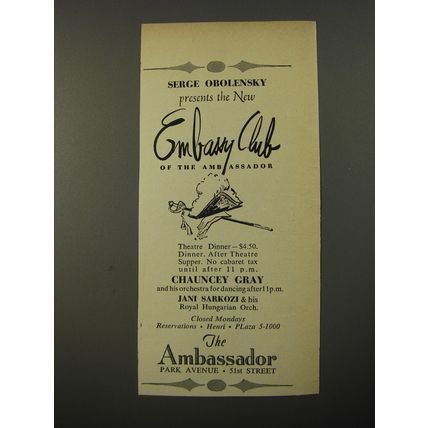 SERGE OBOLENSKY
presents the New
Embassy Club
OF THE AMBASSADOR
Theatre Dinner—$4.50.
Dinner. After Theatre
Supper. No cabaret tax
until after 11 p.m.
CHAUNCEY GRAY
and his orchestra for dancing after 11 p.m.
JANI SARKOZI & his
Royal Hungarian Orch.
Closed Mondays
Reservations • Henri • PLaza 5-1000
The
Ambassador
PARK AVENUE • 51st STREET